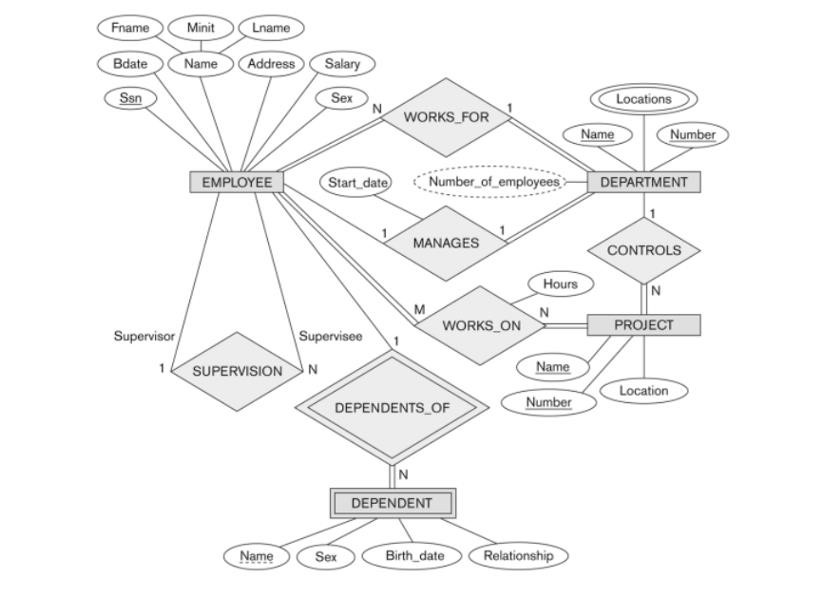 Fname
Minit
Lname
Bdate
Name
Address
Salary
Ssn
Sex
N
WORKS_FOR
1
Locations
Name
Number
EMPLOYEE
Start_date
Number_of_employees
DEPARTMENT
1
MANAGES
1
1
CONTROLS
N
Hours
M
WORKS_ON
N
PROJECT
Supervisor
Supervisee
1
SUPERVISION
N
1
Name
Number
Location
DEPENDENTS_OF
N
DEPENDENT
Name
Sex
Birth_date
Relationship